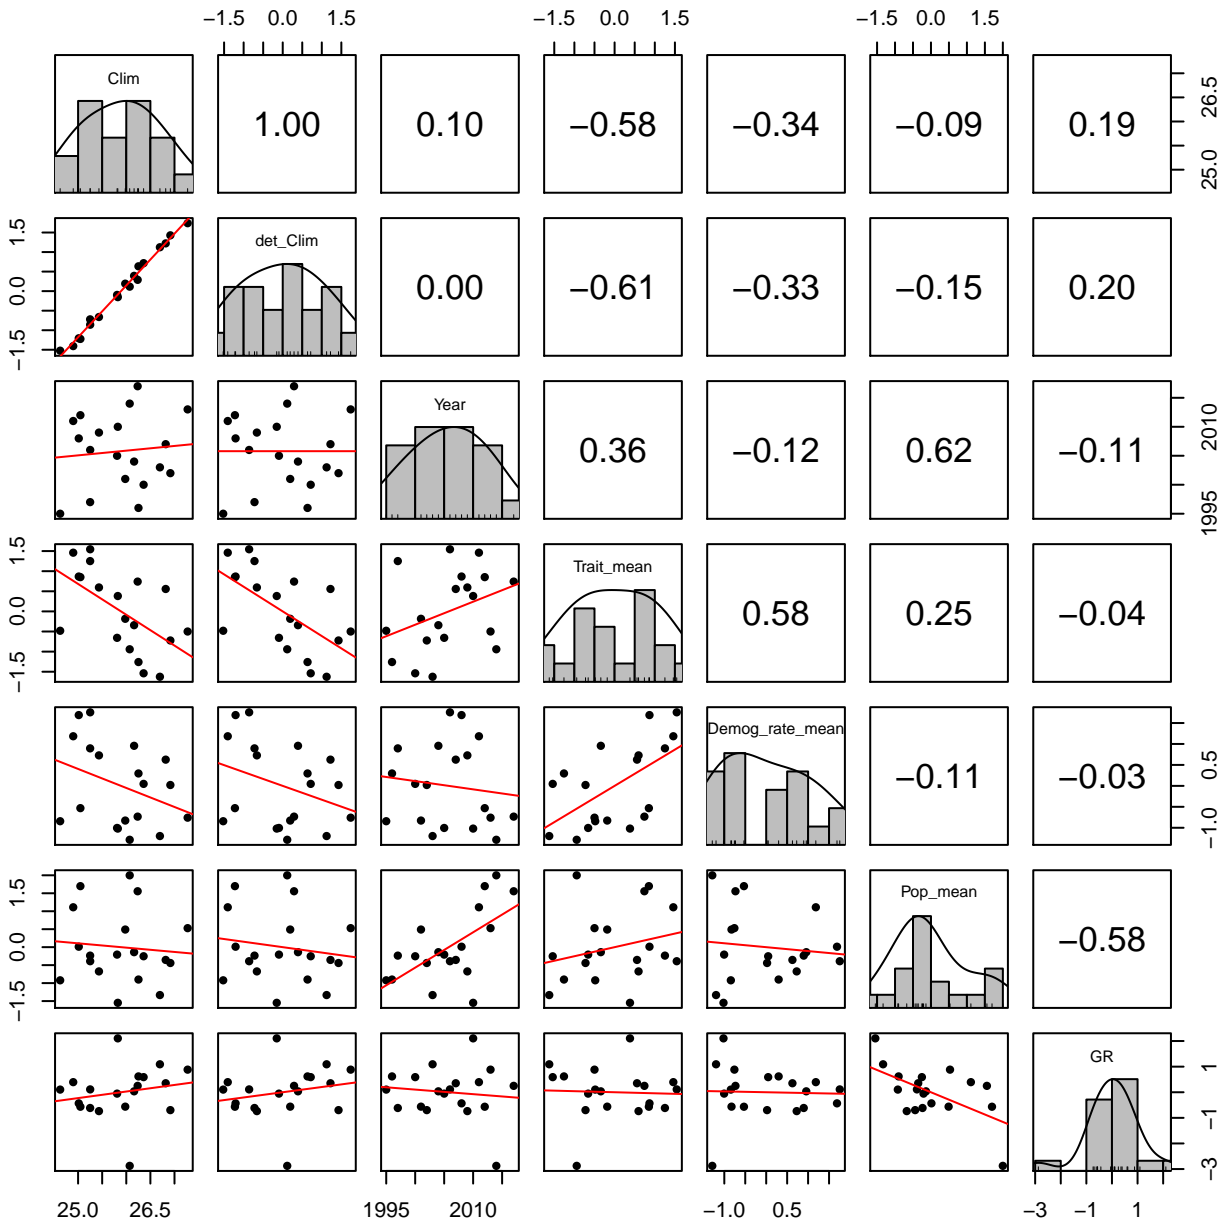 −1.5 0.0 1.5 −1.5 0.0 1.5 −1.5 0.0 1.5
Clim 1.00 0.10 −0.58 −0.34 −0.09 0.19 25.0 26.5
−1.5 0.0 1.5 det_Clim 0.00 −0.61 −0.33 −0.15 0.20
Year 0.36 −0.12 0.62 −0.11 1995 2010
−1.5 0.0 1.5 Trait_mean 0.58 0.25 −0.04
Demog_rate_mean −0.11 −0.03 −1.0 0.5
−1.5 0.0 1.5 Pop_mean −0.58
GR −3 −1 1
25.0 26.5 1995 2010 −1.0 0.5 −3 −1 1